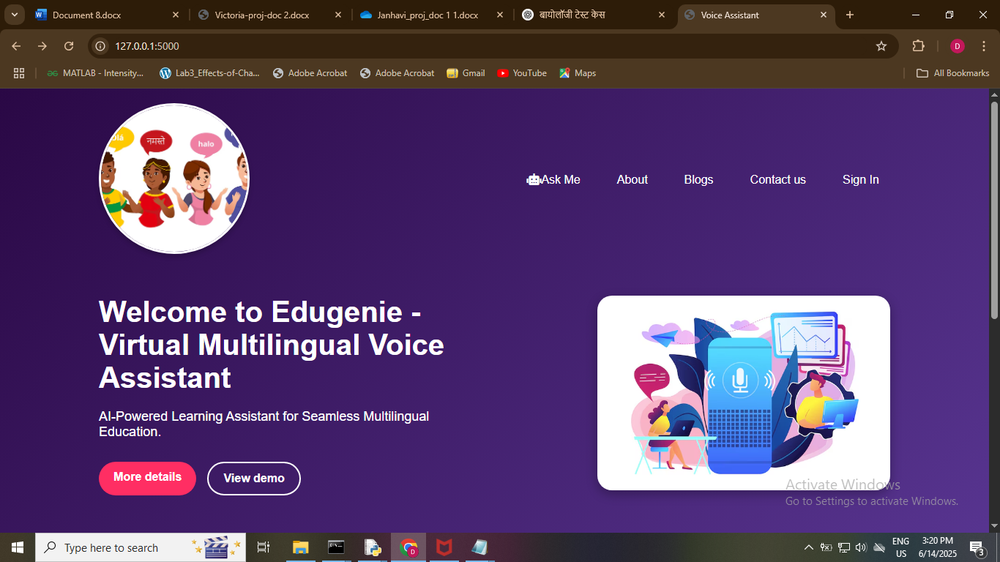 Document 8.docx
Victoria-proj-doc 2.docx
Janhavi_proj_doc 1 1.docx
बायोलॉजी टेस्ट केस
Voice Assistant
127.0.0.1:5000
D
MATLAB - Intensity...
Lab3_Effects-of-Cha...
Adobe Acrobat
Adobe Acrobat
Gmail
YouTube
Maps
All Bookmarks
नमस्ते
halo
Ask Me
About
Blogs
Contact us
Sign In
Welcome to Edugenie -
Virtual Multilingual Voice
Assistant
AI-Powered Learning Assistant for Seamless Multilingual
Education.
More details
View demo
Activate Windows
Go to Settings to activate Windows.
Type here to search
D
ENG
US
3:20 PM
6/14/2025
3